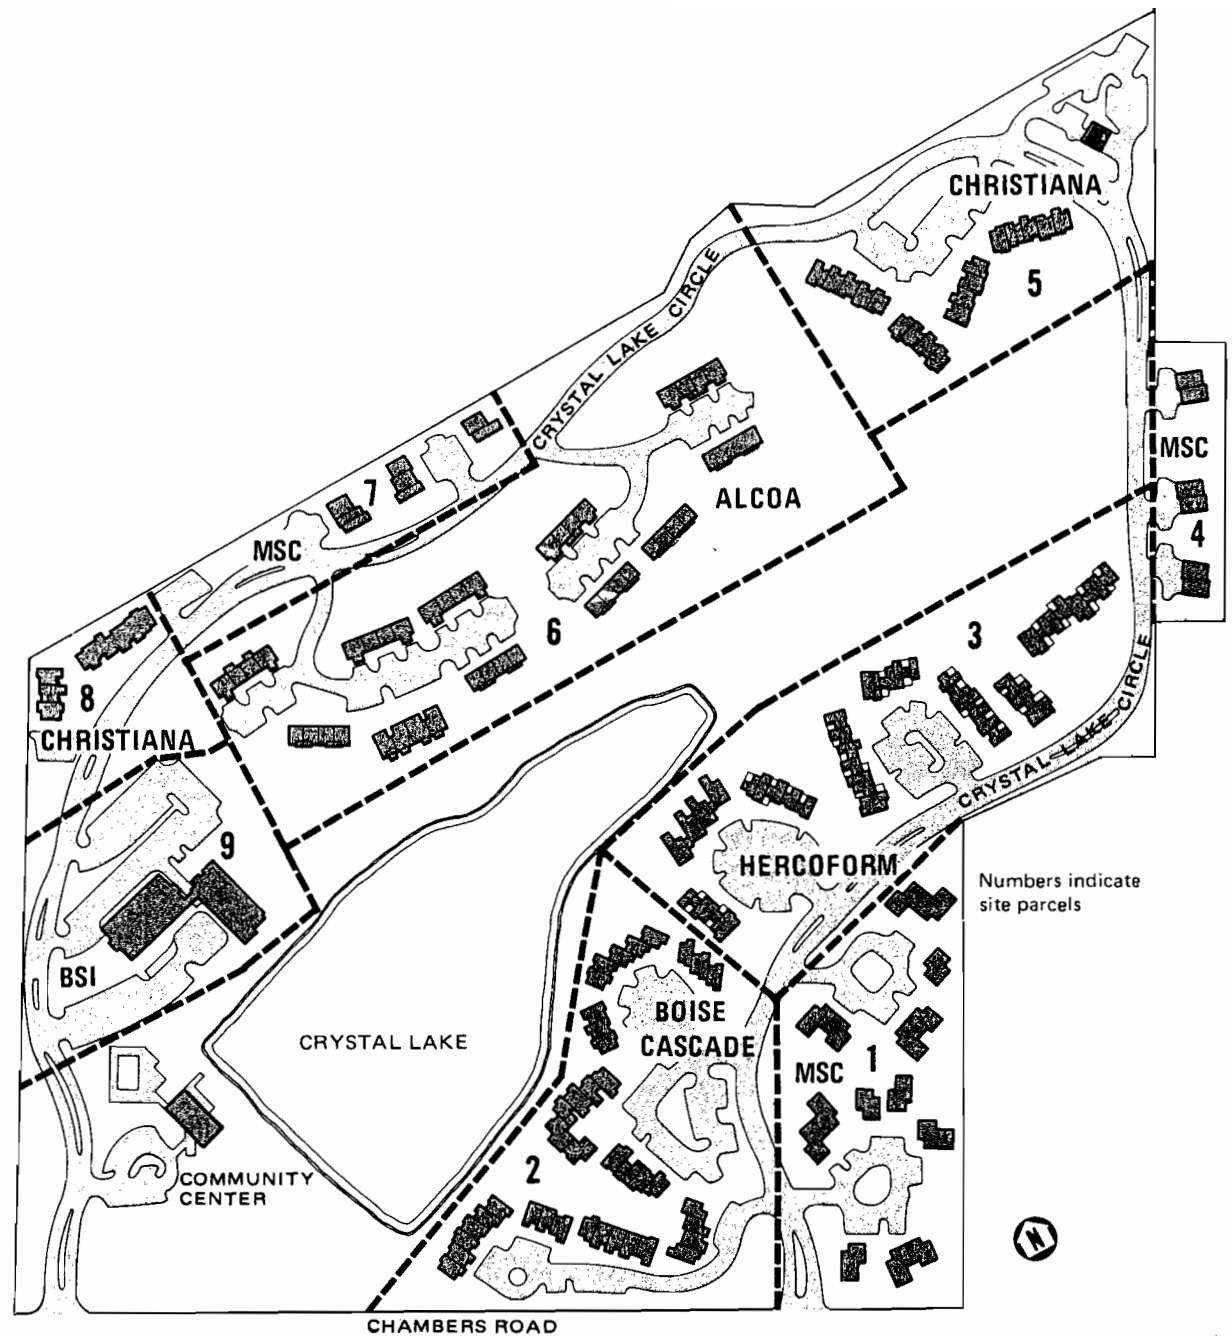 CHRISTIANA
5
CRYSTAL LAKE CIRCLE
MSC
4
7
ALCOA
MSC
6
3
8
CHRISTIANA
CRYSTAL LAKE CIRCLE
9
HERCOFORM
Numbers indicate
site parcels
BSI
BOISE
CASCADE
CRYSTAL LAKE
MSC
1
2
COMMUNITY
CENTER
N
CHAMBERS ROAD